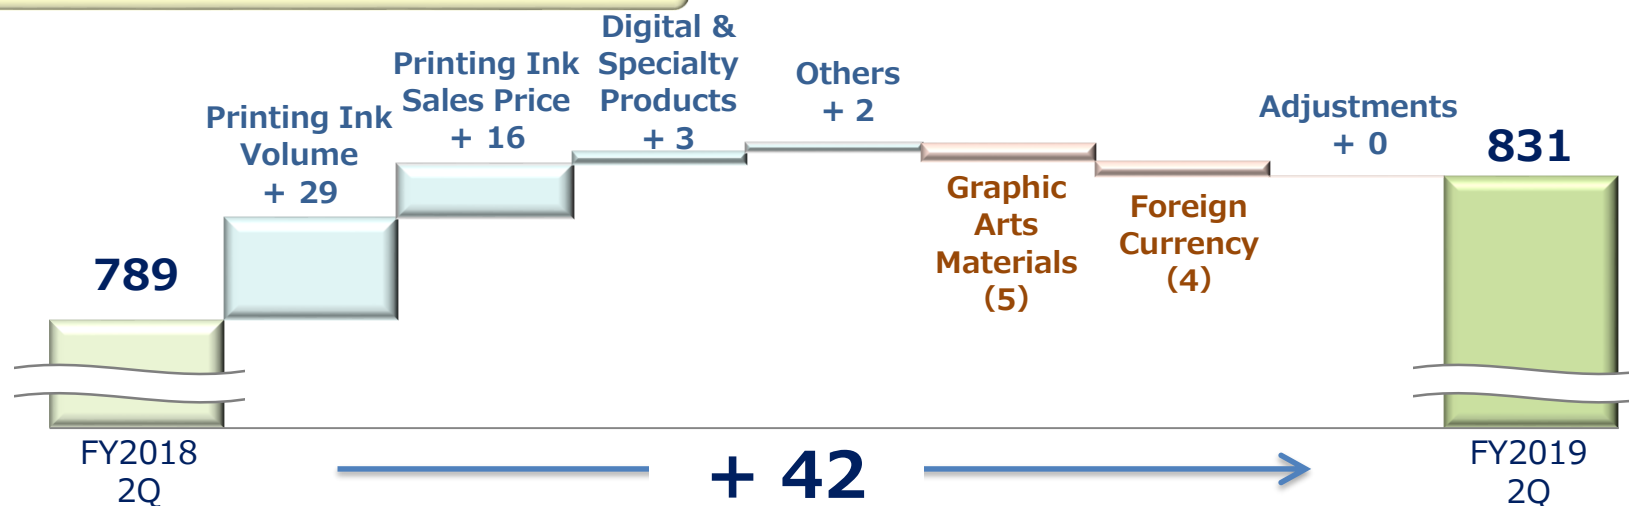 789
Printing Ink
Volume
+ 29
Printing Ink
Sales Price
+ 16
Digital &
Specialty
Products
+ 3
Others
+ 2
Graphic
Arts
Materials
(5)
Foreign
Currency
(4)
Adjustments
+ 0
831
FY2018
2Q
+ 42
FY2019
2Q